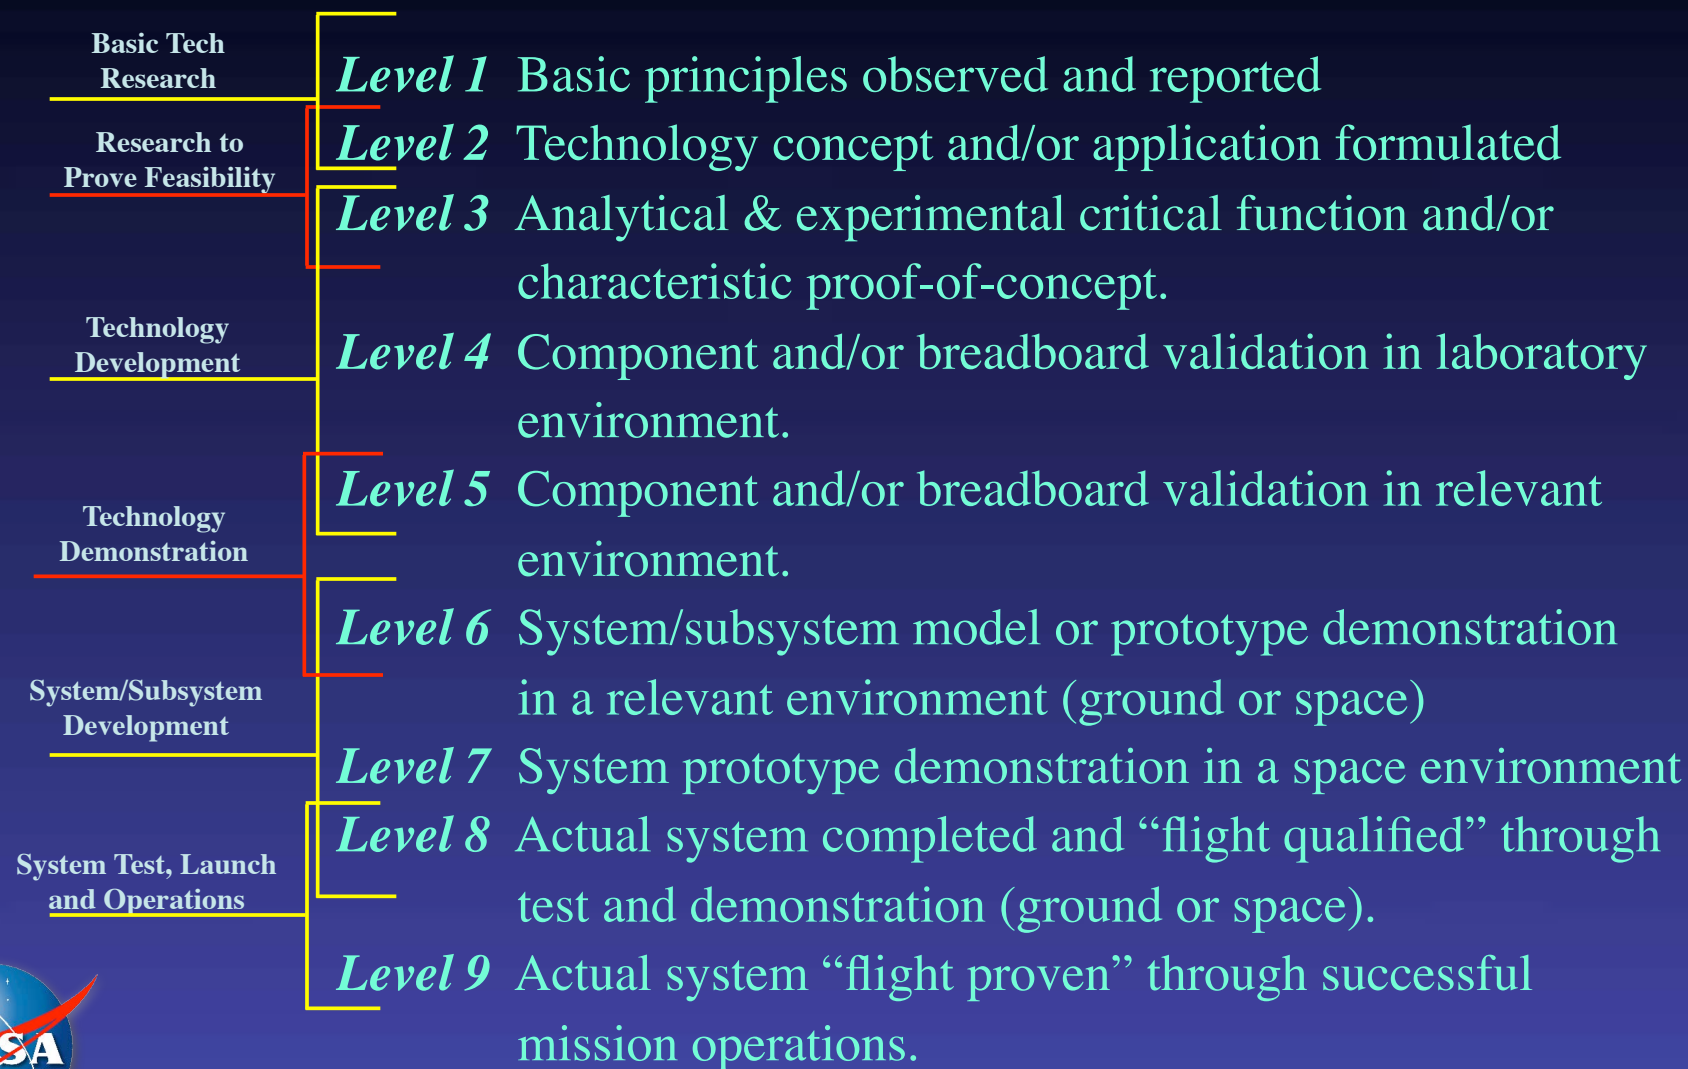 Basic Tech
Research
Level 1 Basic principles observed and reported
Research to
Prove Feasibility
Level 2 Technology concept and/or application formulated
Level 3 Analytical & experimental critical function and/or
characteristic proof-of-concept.
Technology
Development
Level 4 Component and/or breadboard validation in laboratory
environment.
Technology
Demonstration
Level 5 Component and/or breadboard validation in relevant
environment.
Level 6 System/subsystem model or prototype demonstration
in a relevant environment (ground or space)
System/Subsystem
Development
Level 7 System prototype demonstration in a space environment
Level 8 Actual system completed and “flight qualified” through
test and demonstration (ground or space).
System Test, Launch
and Operations
Level 9 Actual system “flight proven” through successful
mission operations.
SA